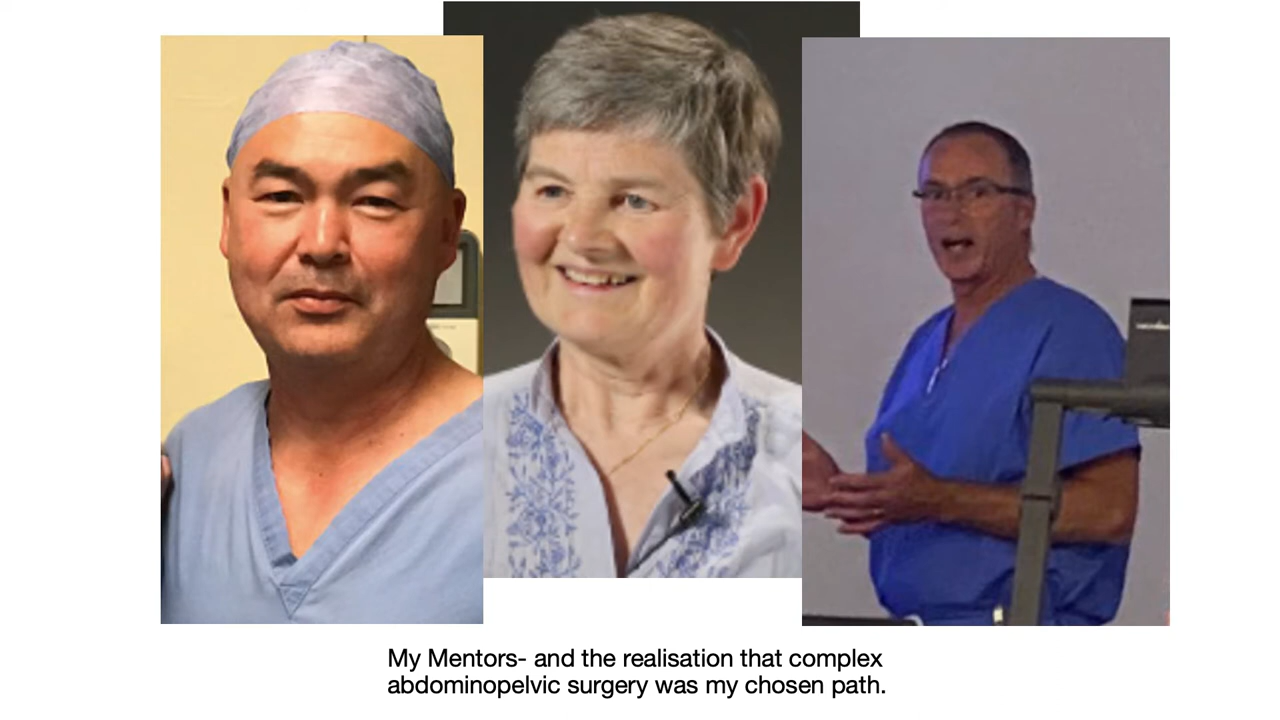 My Mentors- and the realisation that complex
abdominopelvic surgery was my chosen path.